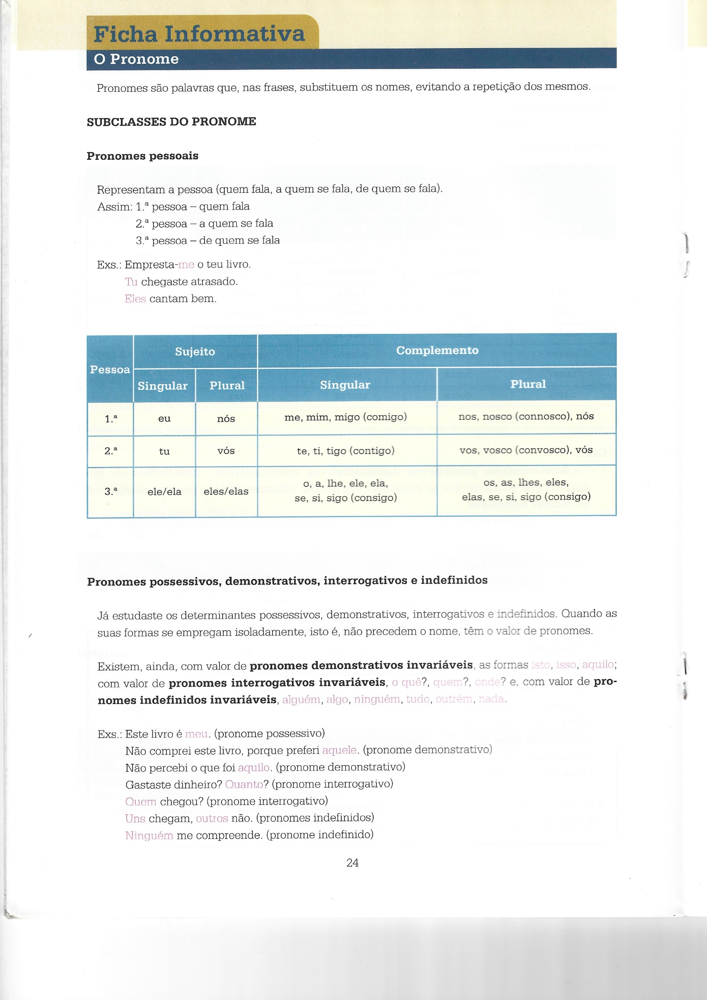 Ficha Informativa
O Pronome
Pronomes são palavras que, nas frases, substituem os nomes, evitando a repetição dos mesmos.
SUBCLASSES DO PRONOME
Pronomes pessoais
Representam a pessoa (quem fala, a quem se fala, de quem se fala).
Assim: 1.ª pessoa – quem fala
2.ª pessoa – a quem se fala
3.ª pessoa – de quem se fala
Exs.: Empresta-me o teu livro.
Tu chegaste atrasado.
Eles cantam bem.
Pessoa Sujeito Complemento
Singular Plural Singular Plural
1.ª eu nós me, mim, migo (comigo) nos, nosco (connosco), nós
2.ª tu vós te, ti, tigo (contigo) vos, vosco (convosco), vós
3.ª ele/ela eles/elas o, a, lhe, ele, ela, os, as, lhes, eles,
se, si, sigo (consigo) elas, se, si, sigo (consigo)
Pronomes possessivos, demonstrativos, interrogativos e indefinidos
Já estudaste os determinantes possessivos, demonstrativos, interrogativos e indefinidos. Quando as
suas formas se empregam isoladamente, isto é, não precedem o nome, têm o valor de pronomes.
Existem, ainda, com valor de pronomes demonstrativos invariáveis, as formas isto, isso, aquilo;
com valor de pronomes interrogativos invariáveis, o quê?, quem?, onde? e, com valor de pro-
nomes indefinidos invariáveis, alguém, algo, ninguém, tudo, outrém, nada.
Exs.: Este livro é meu. (pronome possessivo)
Não comprei este livro, porque preferi aquele. (pronome demonstrativo)
Não percebi o que foi aquilo. (pronome demonstrativo)
Gastaste dinheiro? Quanto? (pronome interrogativo)
Quem chegou? (pronome interrogativo)
Uns chegam, outros não. (pronomes indefinidos)
Ninguém me compreende. (pronome indefinido)
24